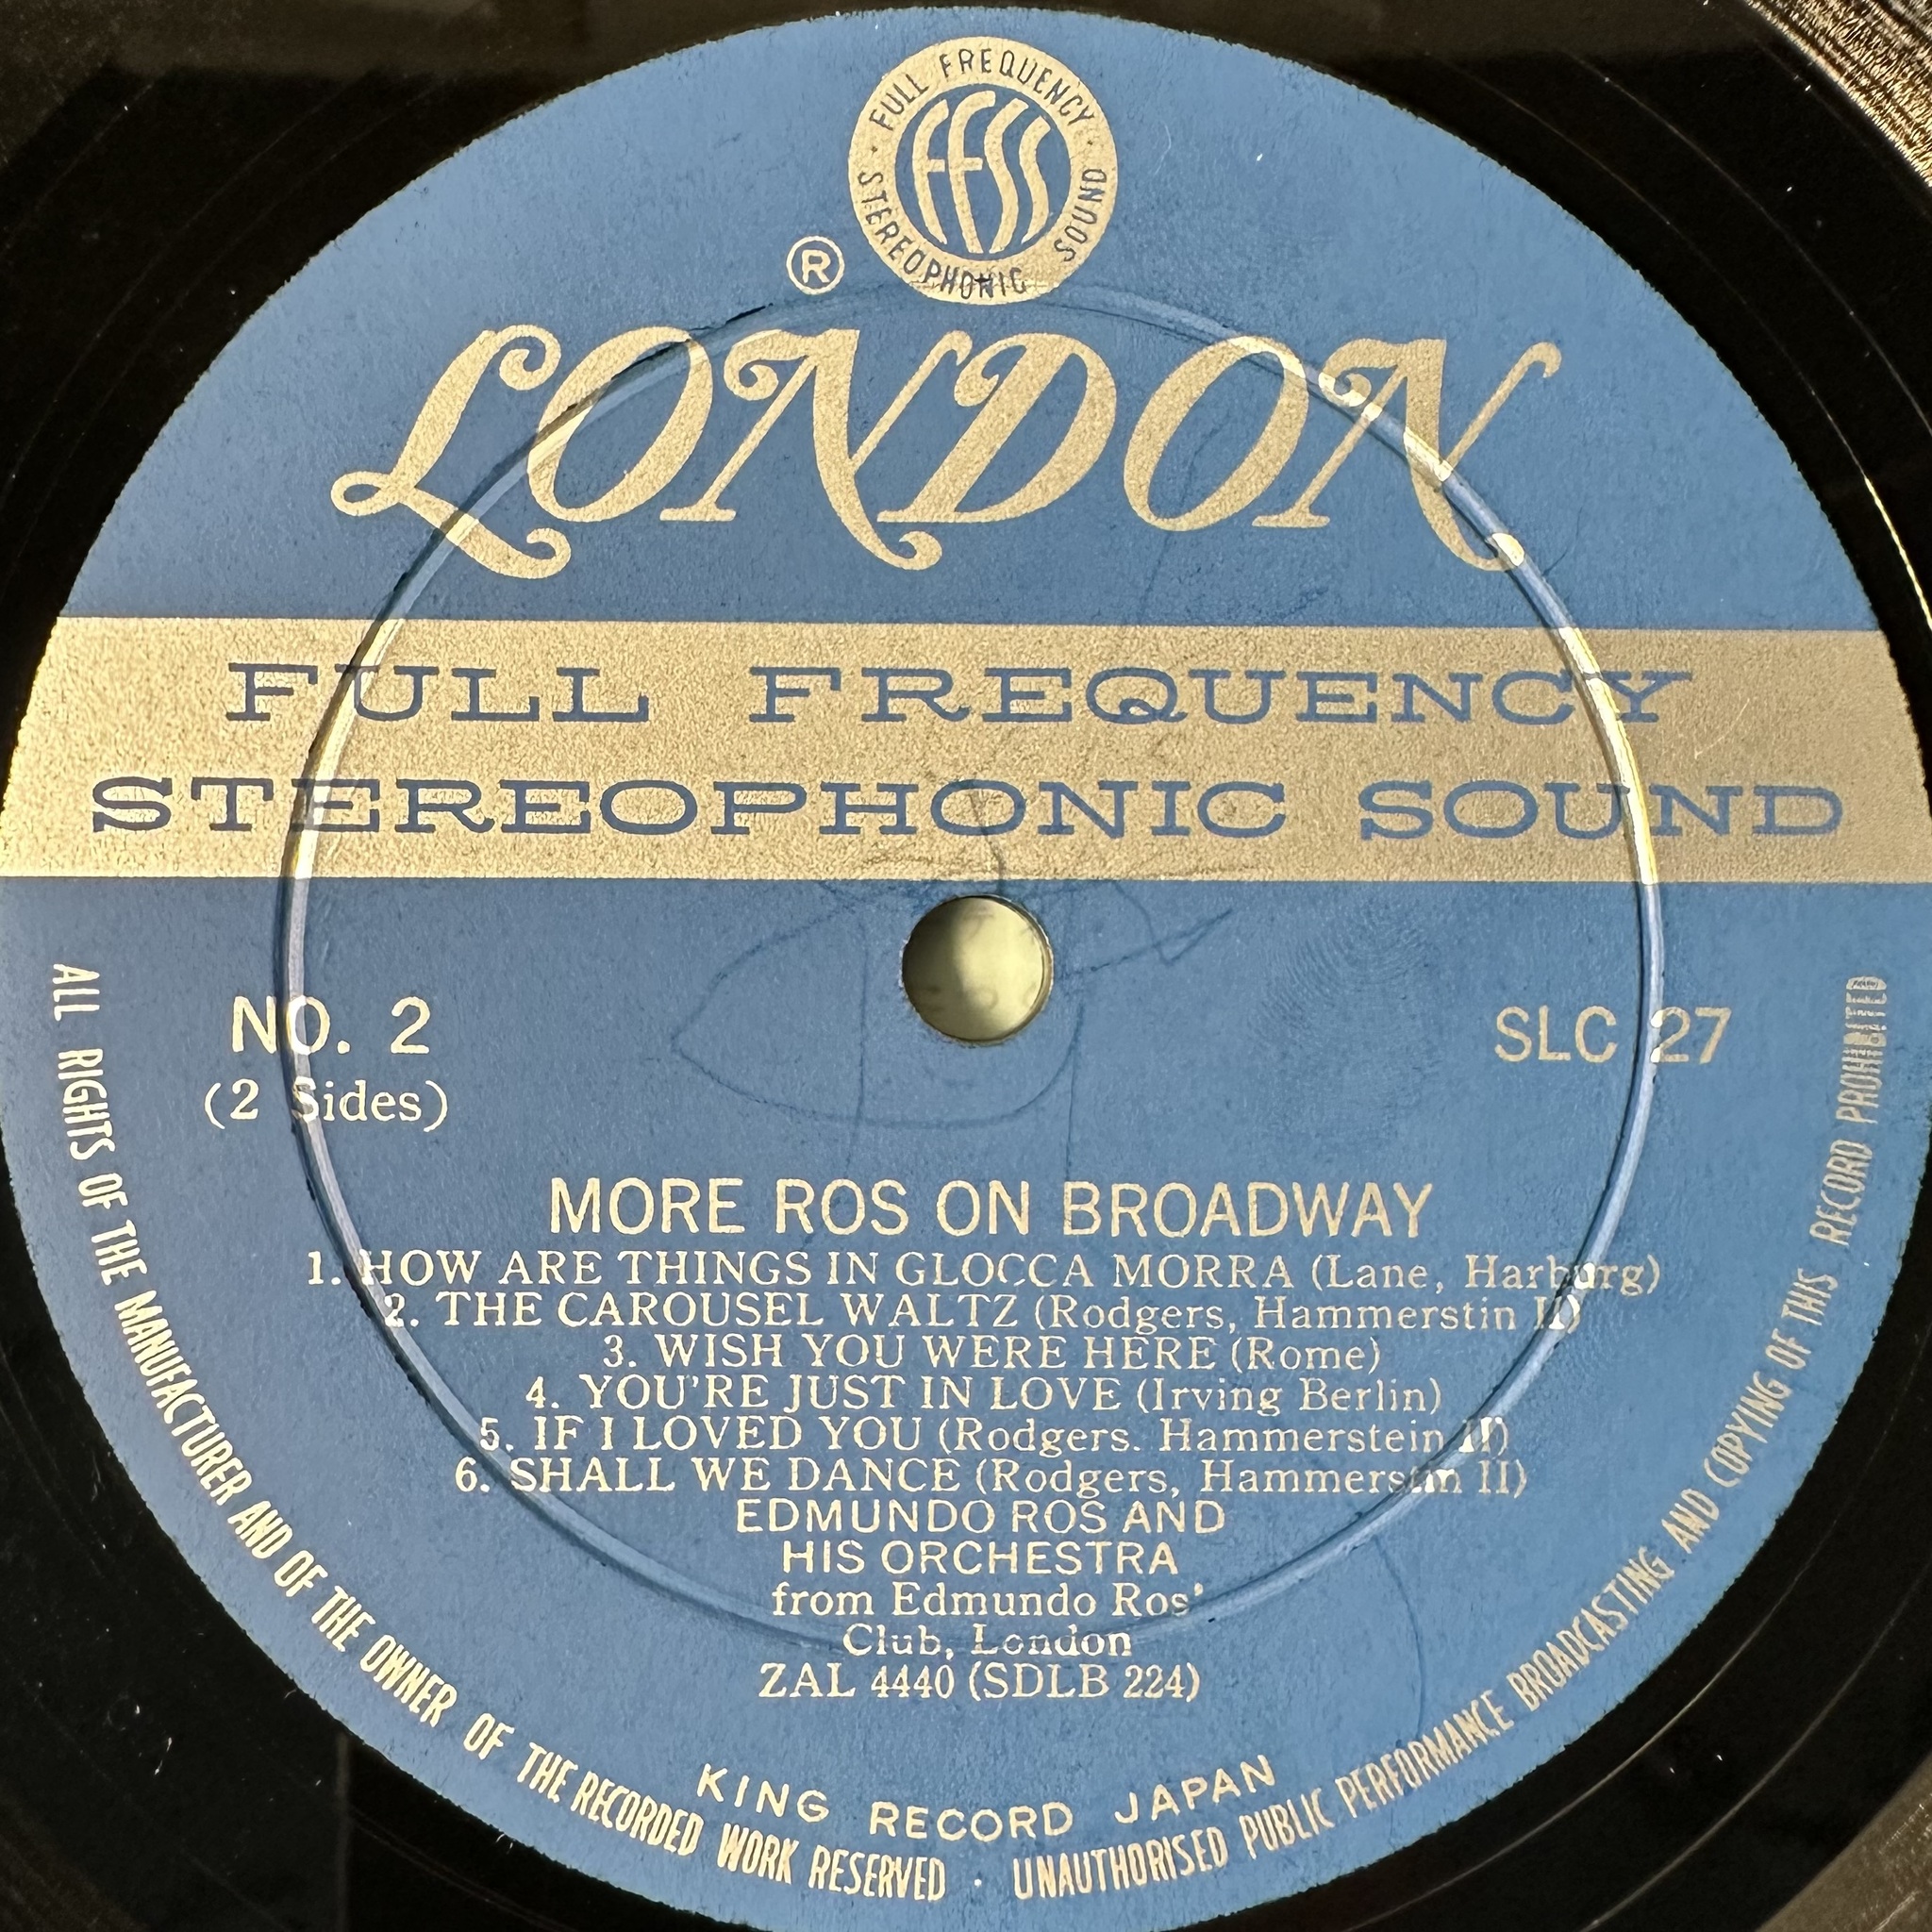 FULL FREQUENCY
STEREOPHONIC SOUND
FFSS
®
LONDON
FULL FREQUENCY
STEREOPHONIC SOUND
NO. 2
(2 Sides)
SLC 27
MORE ROS ON BROADWAY
1. HOW ARE THINGS IN GLOCCA MORRA (Lane, Harburg)
2. THE CAROUSEL WALTZ (Rodgers, Hammerstin II)
3. WISH YOU WERE HERE (Rome)
4. YOU'RE JUST IN LOVE (Irving Berlin)
5. IF I LOVED YOU (Rodgers. Hammerstein II)
6. SHALL WE DANCE (Rodgers, Hammerstin II)
EDMUNDO ROS AND
HIS ORCHESTRA
from Edmundo Ros'
Club, London
ZAL 4440 (SDLB 224)
KING RECORD JAPAN
ALL RIGHTS OF THE MANUFACTURER AND OF THE OWNER OF THE RECORDED WORK RESERVED · UNAUTHORISED PUBLIC PERFORMANCE BROADCASTING AND COPYING OF THIS RECORD PROHIBITED